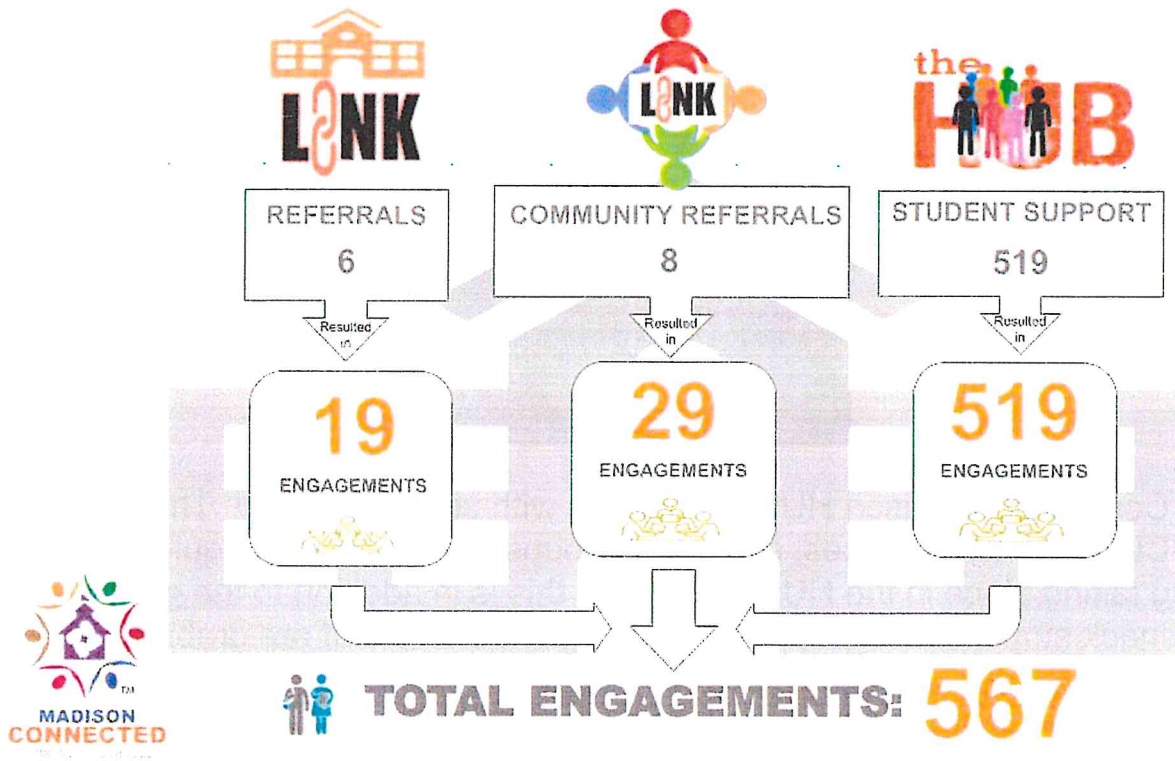 LINK
LINK
the HUB
REFERRALS
6
COMMUNITY REFERRALS
8
STUDENT SUPPORT
519
Resulted
in
Resulted
in
Resulted
in
19
ENGAGEMENTS
29
ENGAGEMENTS
519
ENGAGEMENTS
TOTAL ENGAGEMENTS: 567
TM
MADISON
CONNECTED